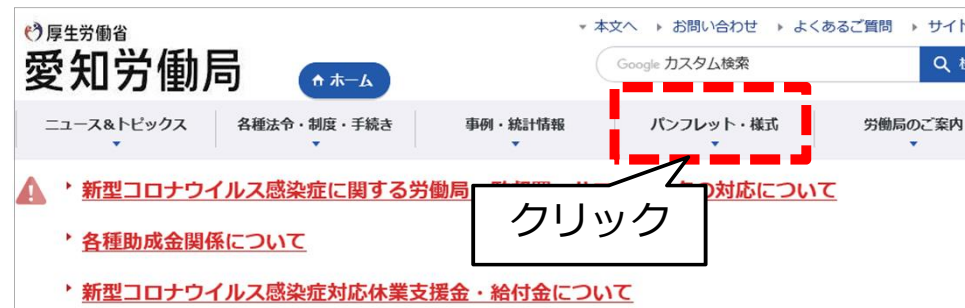 厚生労働省
愛知労働局
ホーム
本文へ お問い合わせ よくあるご質問 サイト
Google カスタム検索
ニュース&トピックス 各種法令・制度・手続き 事例・統計情報 パンフレット・様式 労働局のご案内
新型コロナウイルス感染症に関する労働局 の対応について
クリック
各種助成金関係について
新型コロナウイルス感染症対応休業支援金・給付金について